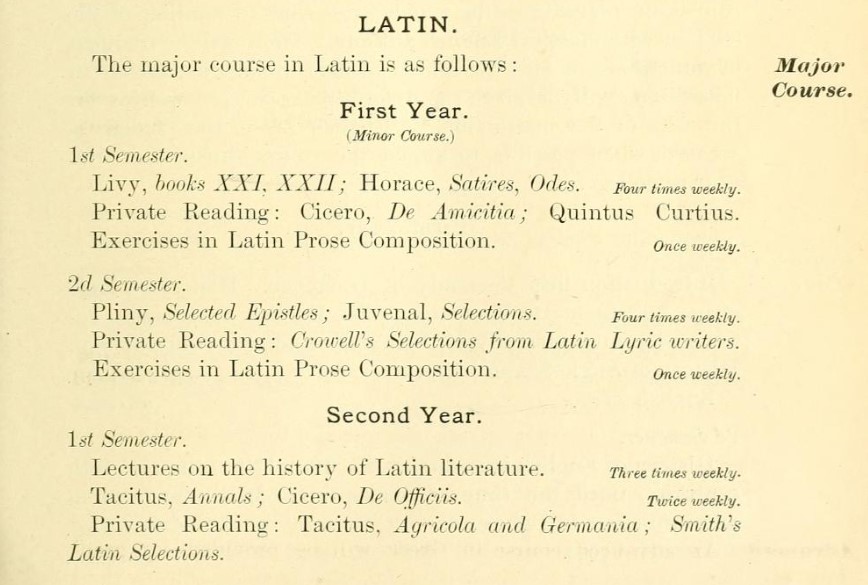 LATIN.
The major course in Latin is as follows:
Major
Course.
First Year.
(Minor Course.)
1st Semester.
Livy, books XXI, XXII; Horace, Satires, Odes. Four times weekly.
Private Reading: Cicero, De Amicitia; Quintus Curtius.
Exercises in Latin Prose Composition. Once weekly.
2d Semester.
Pliny, Selected Epistles; Juvenal, Selections. Four times weekly.
Private Reading: Crowell's Selections from Latin Lyric writers.
Exercises in Latin Prose Composition. Once weekly.
Second Year.
1st Semester.
Lectures on the history of Latin literature. Three times weekly.
Tacitus, Annals; Cicero, De Officiis. Twice weekly.
Private Reading: Tacitus, Agricola and Germania; Smith's
Latin Selections.